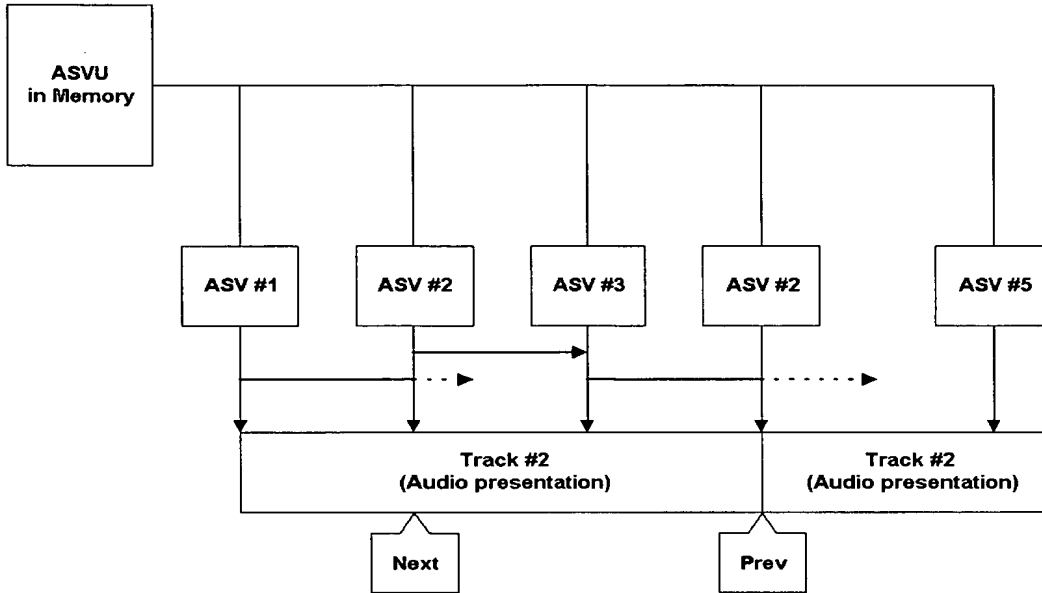 ASVU
in Memory
ASV #1
ASV #2
ASV #3
ASV #2
ASV #5
Track #2
(Audio presentation)
Track #2
(Audio presentation)
Next
Prev